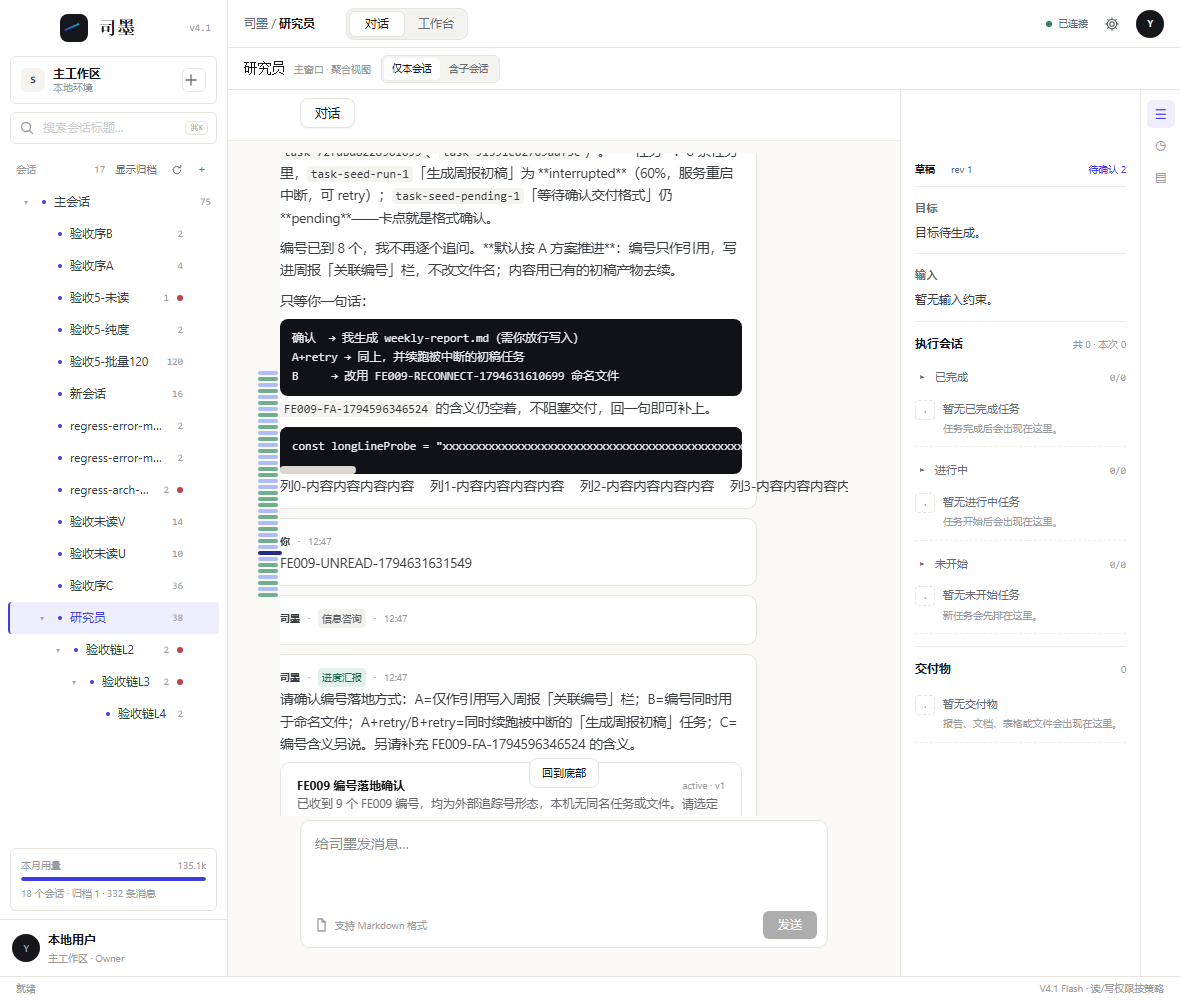 司墨
v4.1
S
主工作区
本地环境
搜索会话标题...
⌘K
会话 17 显示归档
主会话 75
验收序B 2
验收序A 4
验收5-未读 1
验收5-纯度 2
验收5-批量120 120
新会话 16
regress-error-m... 2
regress-error-m... 2
regress-arch-... 2
验收未读V 14
验收未读U 10
验收序C 36
研究员 38
验收链L2 2
验收链L3 2
验收链L4 2
本月用量 135.1k
18 个会话 · 归档 1 · 332 条消息
Y
本地用户
主工作区 · Owner
就绪
司墨 / 研究员
对话 工作台
已连接
Y
研究员 主窗口 · 聚合视图 仅本会话 含子会话
对话
里，task-seed-run-1「生成周报初稿」为 **interrupted**（60%，服务重启
中断，可 retry）；task-seed-pending-1「等待确认交付格式」仍
**pending**——卡点就是格式确认。
编号已到 8 个，我不再逐个追问。**默认按 A 方案推进**：编号只作引用，写
进周报「关联编号」栏，不改文件名；内容用已有的初稿产物去续。
只等你一句话：
确认 → 我生成 weekly-report.md（需你放行写入）
A+retry → 同上，并续跑被中断的初稿任务
B → 改用 FE009-RECONNECT-1794631610699 命名文件
FE009-FA-1794596346524 的含义仍空着，不阻塞交付，回一句即可补上。
const longLineProbe = "xxxxxxxxxxxxxxxxxxxxxxxxxxxxxxxxxxxxxxxxxxxxxxxxx
列0-内容内容内容内容 列1-内容内容内容内容 列2-内容内容内容内容 列3-内容内容内容内
你 · 12:47
FE009-UNREAD-1794631631549
司墨 · 信息咨询 · 12:47
司墨 · 进度汇报 · 12:47
请确认编号落地方式：A=仅作引用写入周报「关联编号」栏；B=编号同时用
于命名文件；A+retry/B+retry=同时续跑被中断的「生成周报初稿」任务；C=
编号含义另说。另请补充 FE009-FA-1794596346524 的含义。
FE009 编号落地确认 active · v1
已收到 9 个 FE009 编号，均为外部追踪号形态，本机无同名任务或文件。请选定
回到底部
给司墨发消息...
支持 Markdown 格式
发送
草稿 rev 1 待确认 2
目标
目标待生成。
输入
暂无输入约束。
执行会话 共 0 · 本次 0
已完成 0/0
暂无已完成任务
任务完成后会出现在这里。
进行中 0/0
暂无进行中任务
任务开始后会出现在这里。
未开始 0/0
暂无未开始任务
新任务会先排在这里。
交付物 0
暂无交付物
报告、文档、表格或文件会出现在这里。
V4.1 Flash · 读/写权限按策略